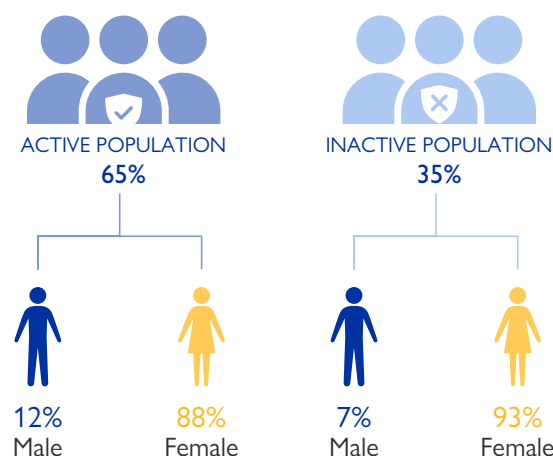 ACTIVE POPULATION
65%
INACTIVE POPULATION
35%
12%
Male
88%
Female
7%
Male
93%
Female